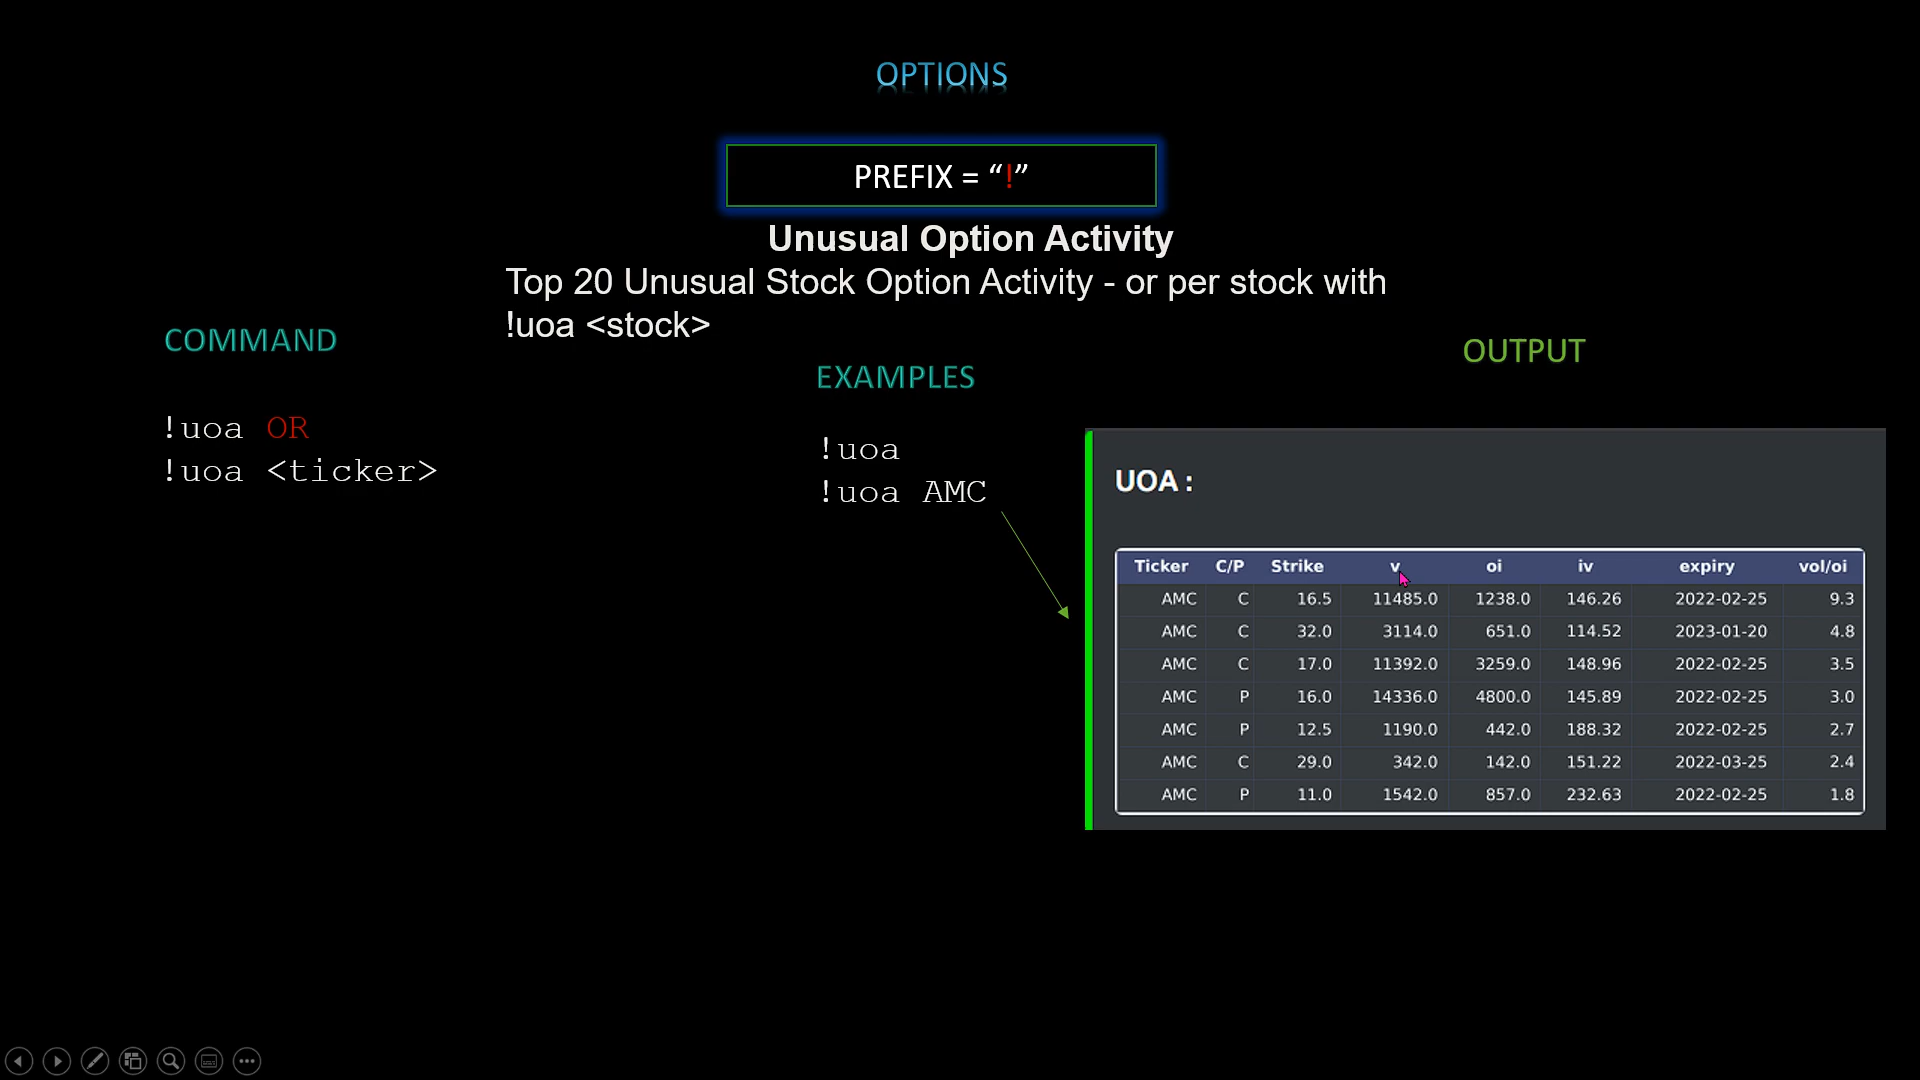 OPTIONS
PREFIX = “!”
Unusual Option Activity
Top 20 Unusual Stock Option Activity - or per stock with
!uoa <stock>
COMMAND
!uoa OR
!uoa <ticker>
EXAMPLES
!uoa
!uoa AMC
OUTPUT
UOA :
Ticker C/P Strike v oi iv expiry vol/oi
AMC C 16.5 11485.0 1238.0 146.26 2022-02-25 9.3
AMC C 32.0 3114.0 651.0 114.52 2023-01-20 4.8
AMC C 17.0 11392.0 3259.0 148.96 2022-02-25 3.5
AMC P 16.0 14336.0 4800.0 145.89 2022-02-25 3.0
AMC P 12.5 1190.0 442.0 188.32 2022-02-25 2.7
AMC C 29.0 342.0 142.0 151.22 2022-03-25 2.4
AMC P 11.0 1542.0 857.0 232.63 2022-02-25 1.8